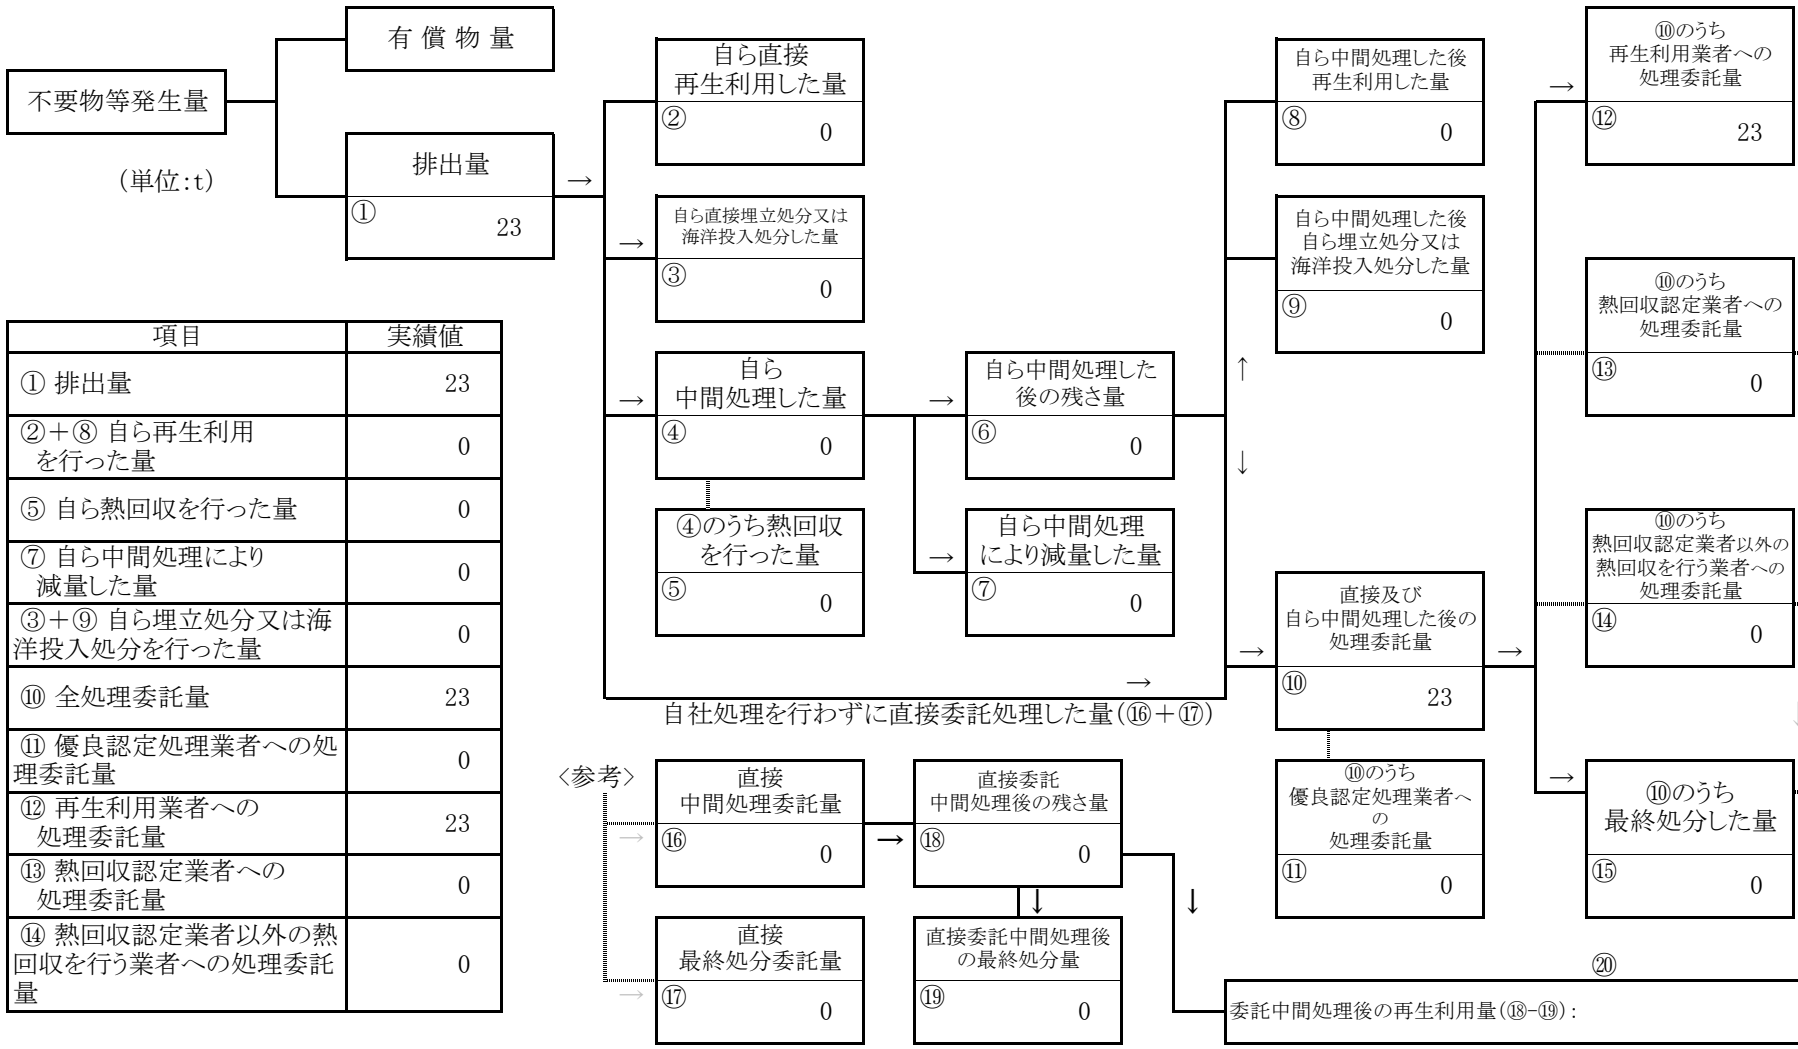 有 償 物 量
不要物等発生量
(単位:t)
排出量
①
23
→
自ら直接
再生利用した量
②
0
→
自ら直接埋立処分又は
海洋投入処分した量
③
0
→
自ら
中間処理した量
④
0
④のうち熱回収
を行った量
⑤
0
→
自ら中間処理した
後の残さ量
⑥
0
→
自ら中間処理
により減量した量
⑦
0
自ら中間処理した後
再生利用した量
⑧
0
自ら中間処理した後
自ら埋立処分又は
海洋投入処分した量
⑨
0
↑
↓
→
直接及び
自ら中間処理した後の
処理委託量
⑩
23
→
→
自社処理を行わずに直接委託処理した量(⑯+⑰)
⑩のうち
優良認定処理業者へ
の
処理委託量
⑪
0
→
⑩のうち
再生利用業者への
処理委託量
⑫
23
⑩のうち
熱回収認定業者への
処理委託量
⑬
0
⑩のうち
熱回収認定業者以外の
熱回収を行う業者への
処理委託量
⑭
0
↓
→
⑩のうち
最終処分した量
⑮
0
項目 実績値
① 排出量 23
②+⑧ 自ら再生利用
を行った量 0
⑤ 自ら熱回収を行った量 0
⑦ 自ら中間処理により
減量した量 0
③+⑨ 自ら埋立処分又は海
洋投入処分を行った量 0
⑩ 全処理委託量 23
⑪ 優良認定処理業者への処
理委託量 0
⑫ 再生利用業者への
処理委託量 23
⑬ 熱回収認定業者への
処理委託量 0
⑭ 熱回収認定業者以外の熱
回収を行う業者への処理委託
量 0
<参考>
→
直接
中間処理委託量
⑯
0
→
直接委託
中間処理後の残さ量
⑱
0
↓
↓
→
直接
最終処分委託量
⑰
0
直接委託中間処理後
の最終処分量
⑲
0
⑳
委託中間処理後の再生利用量(⑱-⑲):